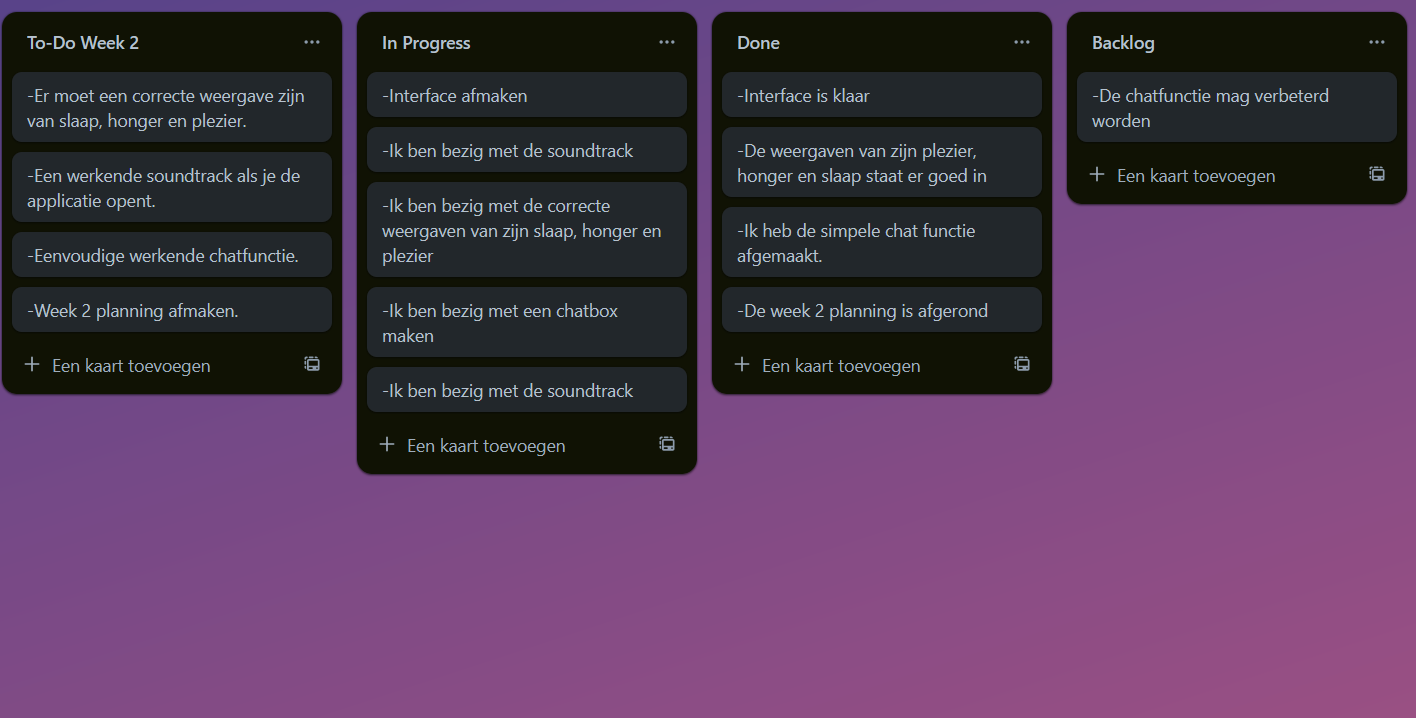 To-Do Week 2
-Er moet een correcte weergave zijn
van slaap, honger en plezier.
-Een werkende soundtrack als je de
applicatie opent.
-Eenvoudige werkende chatfunctie.
-Week 2 planning afmaken.
Een kaart toevoegen
In Progress
-Interface afmaken
-Ik ben bezig met de soundtrack
-Ik ben bezig met de correcte
weergaven van zijn slaap, honger en
plezier
-Ik ben bezig met een chatbox
maken
-Ik ben bezig met de soundtrack
Een kaart toevoegen
Done
-Interface is klaar
-De weergaven van zijn plezier,
honger en slaap staat er goed in
-Ik heb de simpele chat functie
afgemaakt.
-De week 2 planning is afgerond
Een kaart toevoegen
Backlog
-De chatfunctie mag verbeterd
worden
Een kaart toevoegen